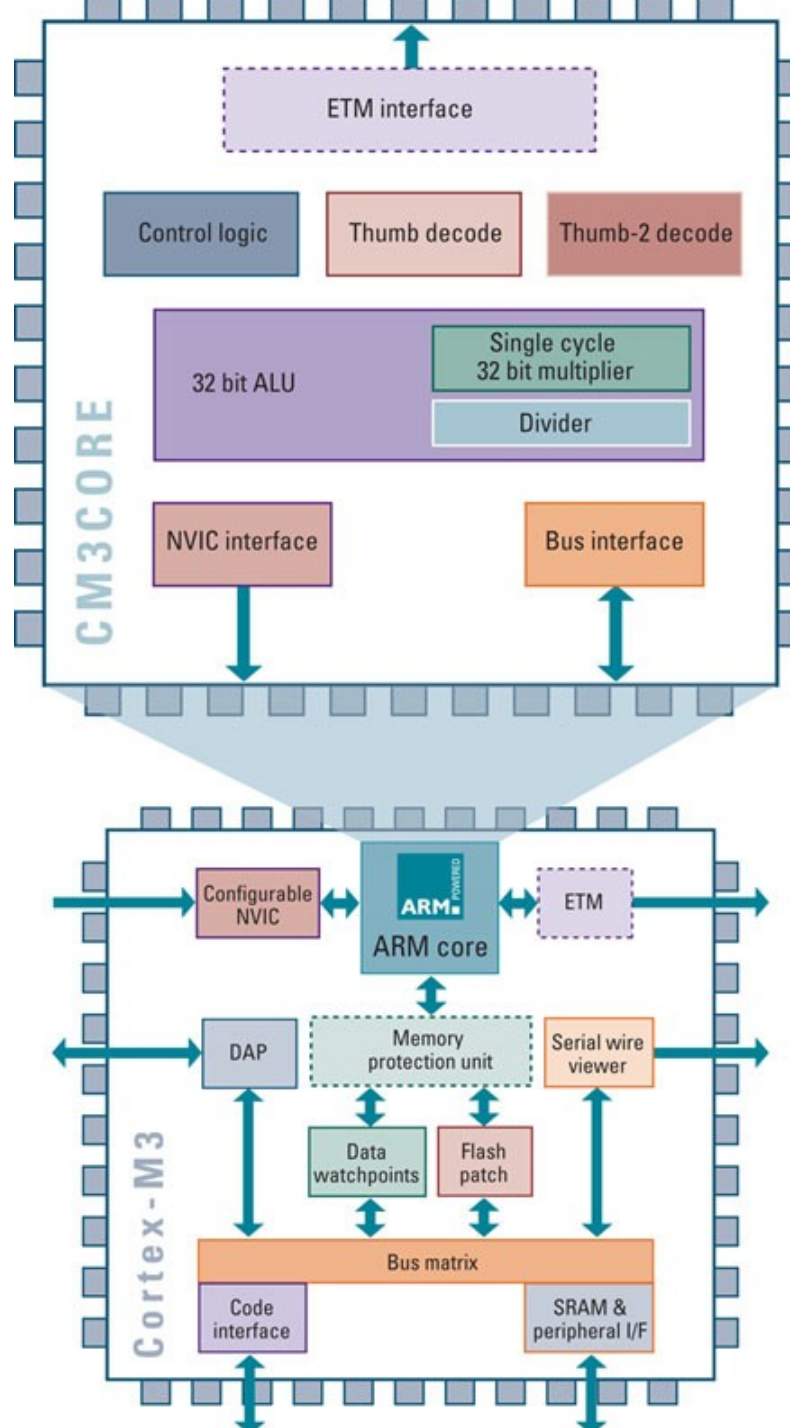 ETM interface
Control logic
Thumb decode
Thumb-2 decode
32 bit ALU
Single cycle
32 bit multiplier
Divider
CM3CORE
NVIC interface
Bus interface
Configurable
NVIC
ARM
POWERED
ARM core
ETM
DAP
Memory
protection unit
Serial wire
viewer
Data
watchpoints
Flash
patch
Cortex-M3
Bus matrix
Code
interface
SRAM &
peripheral I/F